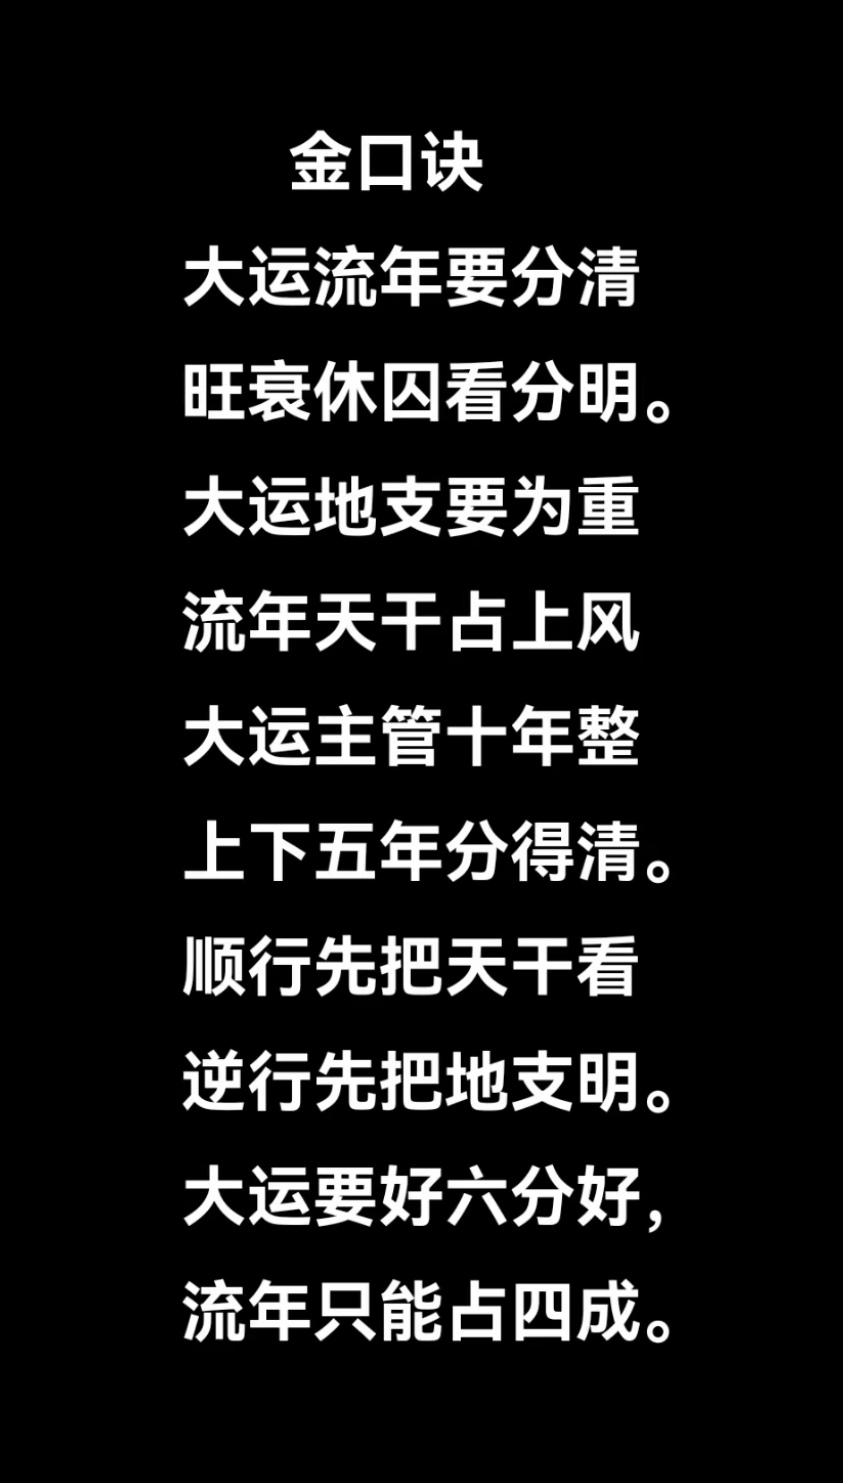 金口诀
大运流年要分清
旺衰休囚看分明。
大运地支要为重
流年天干占上风
大运主管十年整
上下五年分得清。
顺行先把天干看
逆行先把地支明。
大运要好六分好，
流年只能占四成。